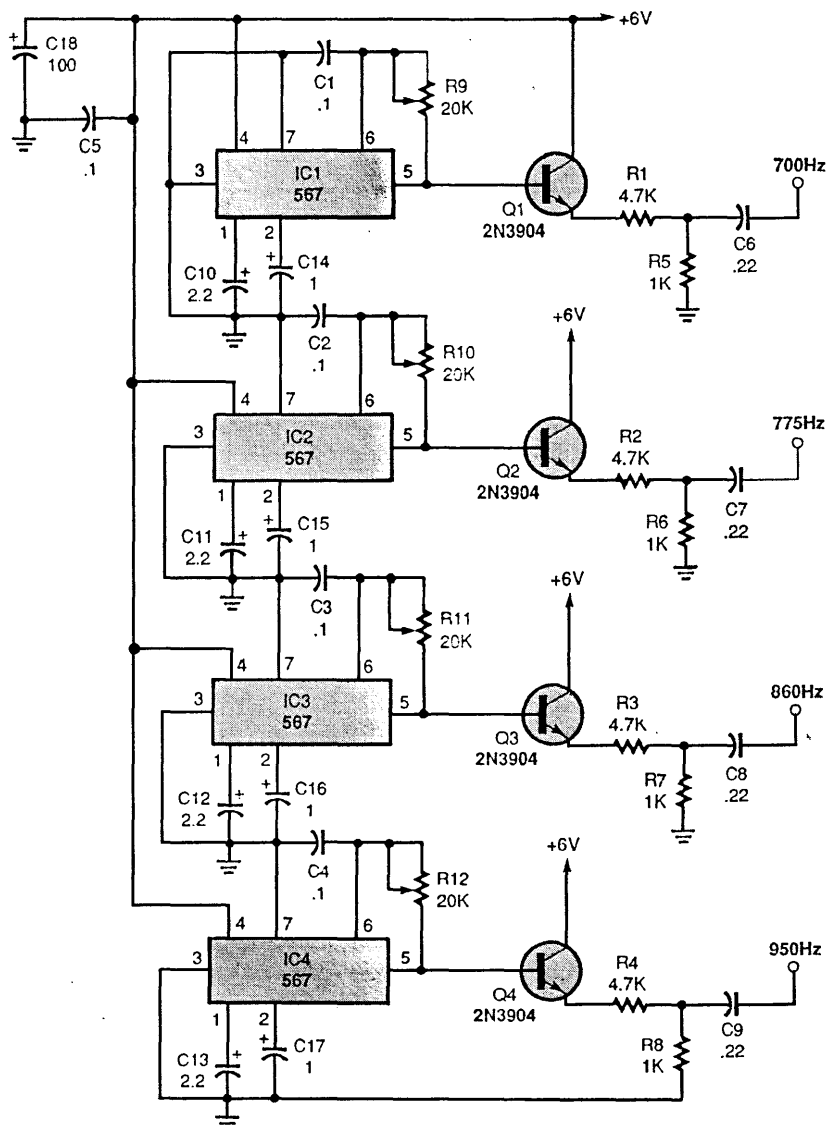 +6V
+
C18
100
C5
.1
C1
.1
R9
20K
4
7
6
3
IC1
567
5
1
2
Q1
2N3904
R1
4.7K
700Hz
R5
1K
C6
.22
C10
2.2
+
+
C14
1
C2
.1
R10
20K
+6V
4
7
6
3
IC2
567
5
1
2
Q2
2N3904
R2
4.7K
775Hz
R6
1K
C7
.22
C11
2.2
+
+
C15
1
C3
.1
R11
20K
+6V
4
7
6
3
IC3
567
5
1
2
Q3
2N3904
R3
4.7K
860Hz
R7
1K
C8
.22
C12
2.2
+
+
C16
1
C4
.1
R12
20K
+6V
4
7
6
3
IC4
567
5
1
2
Q4
2N3904
R4
4.7K
950Hz
R8
1K
C9
.22
C13
2.2
+
+
C17
1